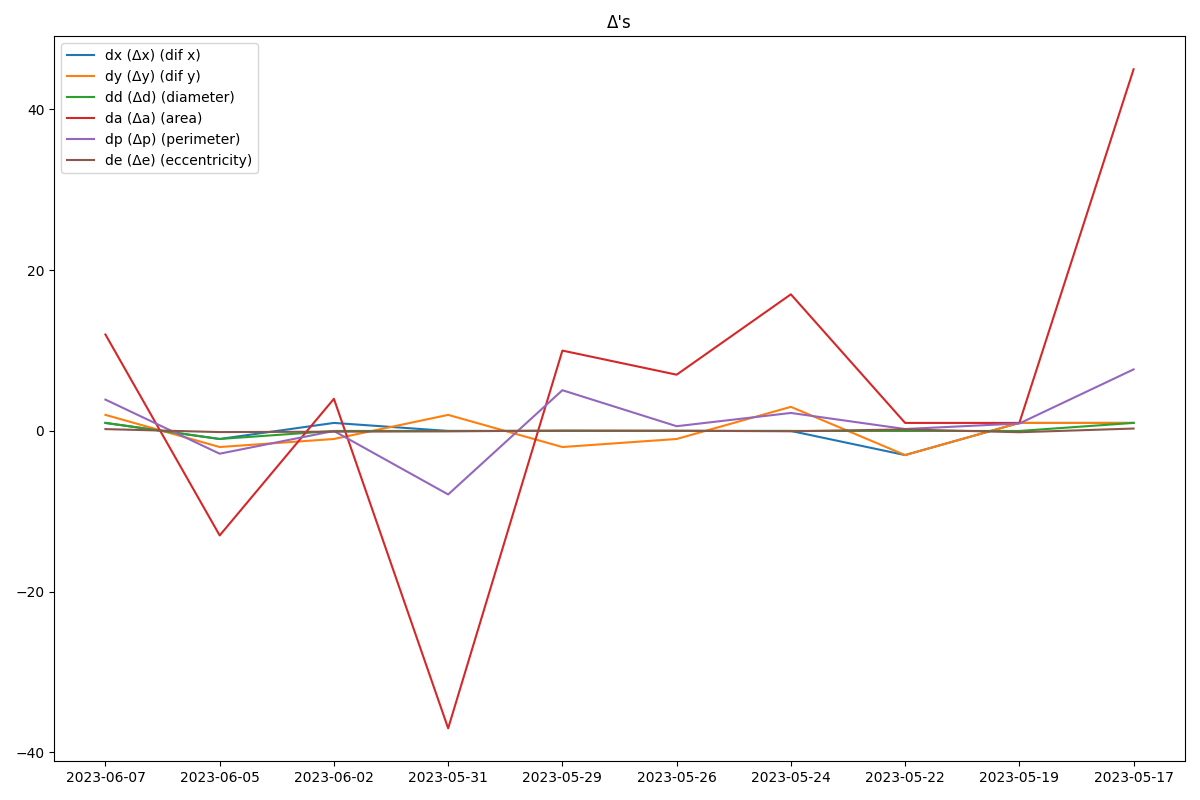 Δ's
dx (Δx) (dif x)
dy (Δy) (dif y)
dd (Δd) (diameter)
da (Δa) (area)
dp (Δp) (perimeter)
de (Δe) (eccentricity)
40
20
0
−20
−40
2023-06-07 2023-06-05 2023-06-02 2023-05-31 2023-05-29 2023-05-26 2023-05-24 2023-05-22 2023-05-19 2023-05-17